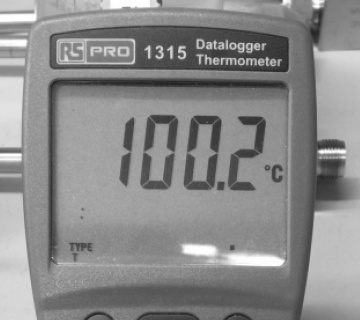 RS PRO 1315 Datalogger
Thermometer
100.2 °C
TYPE
T